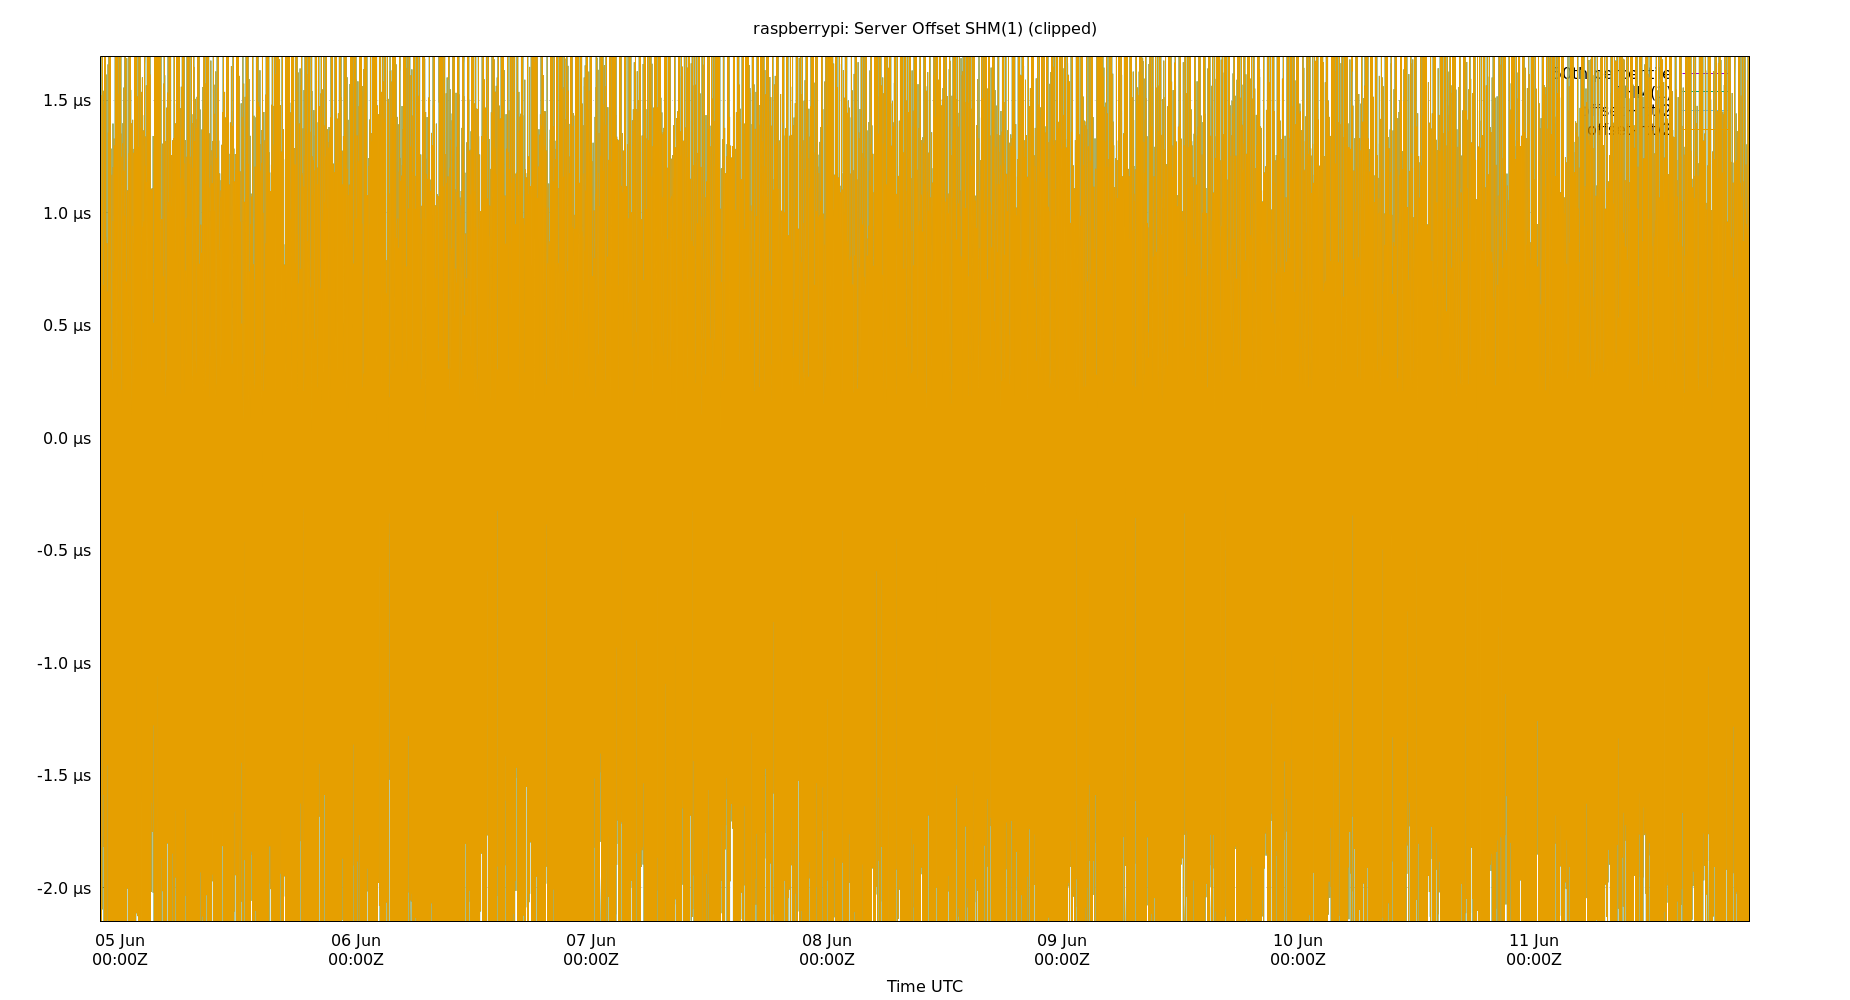 raspberrypi: Server Offset SHM(1) (clipped)
1.5 µs
1.0 µs
0.5 µs
0.0 µs
-0.5 µs
-1.0 µs
-1.5 µs
-2.0 µs
05 Jun 06 Jun 07 Jun 08 Jun 09 Jun 10 Jun 11 Jun
00:00Z 00:00Z 00:00Z 00:00Z 00:00Z 00:00Z 00:00Z
Time UTC